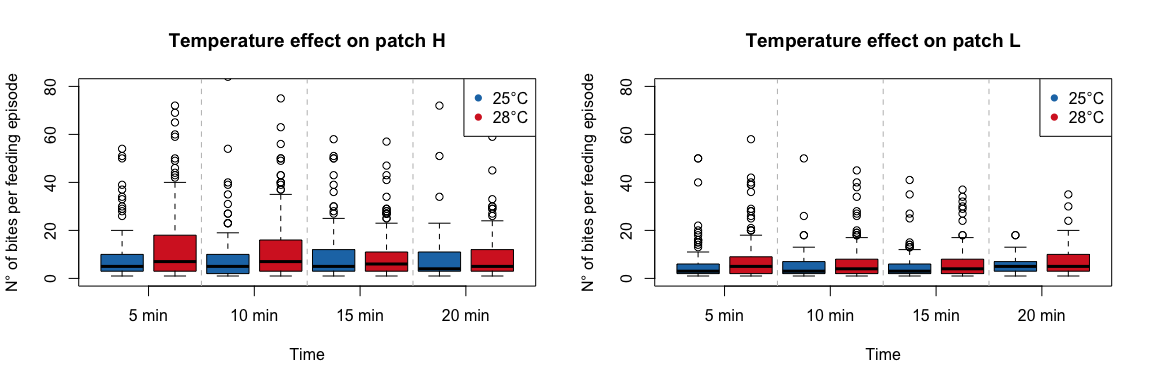 Temperature effect on patch H
N° of bites per feeding episode
80
60
40
20
0
25°C
28°C
5 min
10 min
15 min
20 min
Time
Temperature effect on patch L
N° of bites per feeding episode
80
60
40
20
0
25°C
28°C
5 min
10 min
15 min
20 min
Time